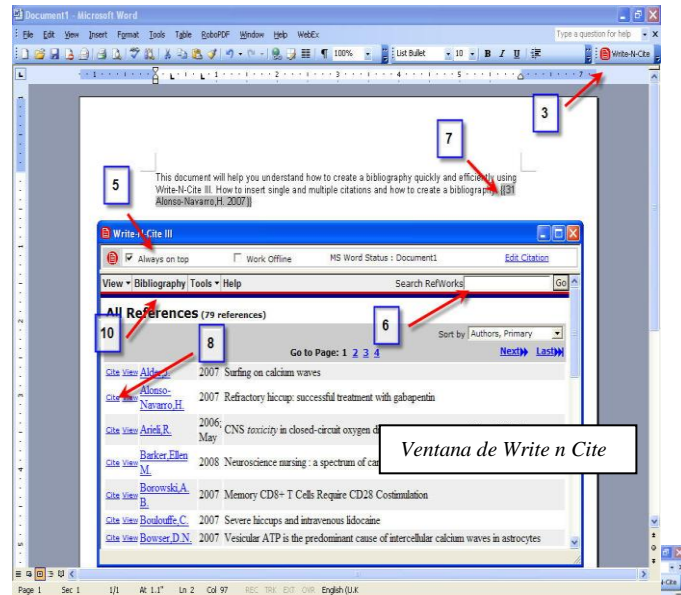 Document1 - Microsoft Word
File Edit View Insert Format Tools Table RoboPDF Window Help WebEx Type a question for help
100% List Bullet 10 B I U Write-N-Cite
3
7
5
This document will help you understand how to create a bibliography quickly and efficiently using
Write-N-Cite III. How to insert single and multiple citations and how to create a bibliography. {{31
Alonso-Navarro,H. 2007}}
Write-N-Cite III
Always on top Work Offline MS Word Status : Document1 Edit Citation
View Bibliography Tools Help Search RefWorks Go
All References (79 references)
10
6
8
Sort by Authors, Primary
Go to Page: 1 2 3 4 Next Last
Cite View 2007 Surfing on calcium waves
Cite View Alonso-Navarro,H. 2007 Refractory hiccup: successful treatment with gabapentin
Cite View Arieli,R. 2006; May CNS toxicity in closed-circuit oxygen
Ventana de Write n Cite
Cite View Barker,Ellen M. 2008 Neuroscience nursing : a spectrum of
Cite View Borowski,A. B. 2007 Memory CD8+ T Cells Require CD28 Costimulation
Cite View Boulouffe,C. 2007 Severe hiccups and intravenous lidocaine
Cite View Bowser,D.N. 2007 Vesicular ATP is the predominant cause of intercellular calcium waves in astrocytes
Page 1 Sec 1 1/1 At 1.1" Ln 2 Col 97 REC TRK EXT OVR English (U.K